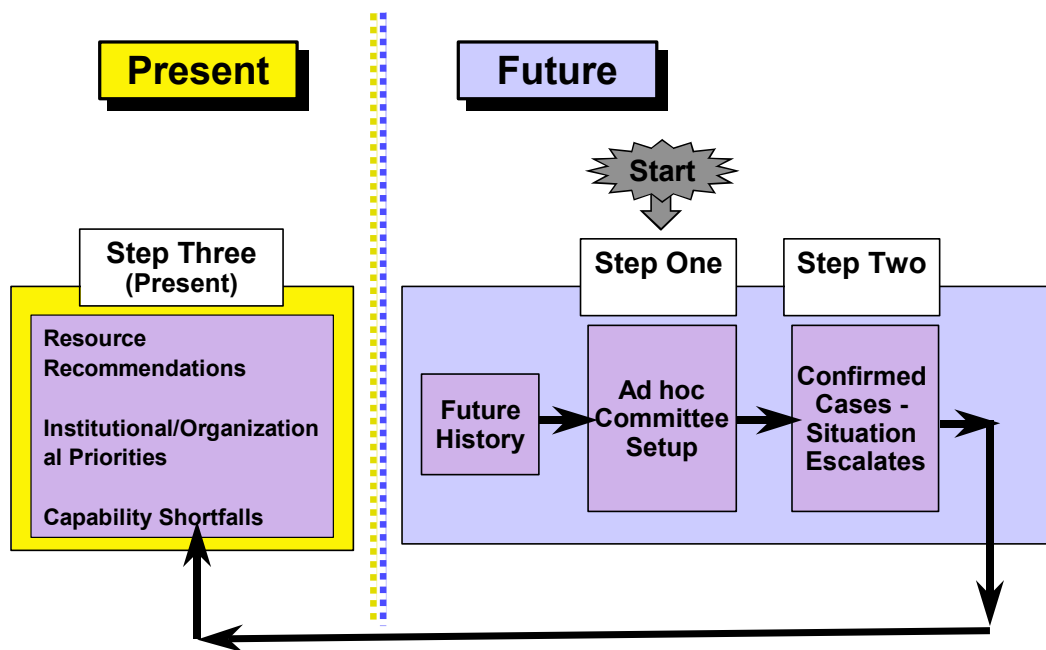 Present
Future
Start
Step Three
(Present)
Step One
Step Two
Resource
Recommendations
Institutional/Organization
al Priorities
Capability Shortfalls
Future
History
Ad hoc
Committee
Setup
Confirmed
Cases -
Situation
Escalates